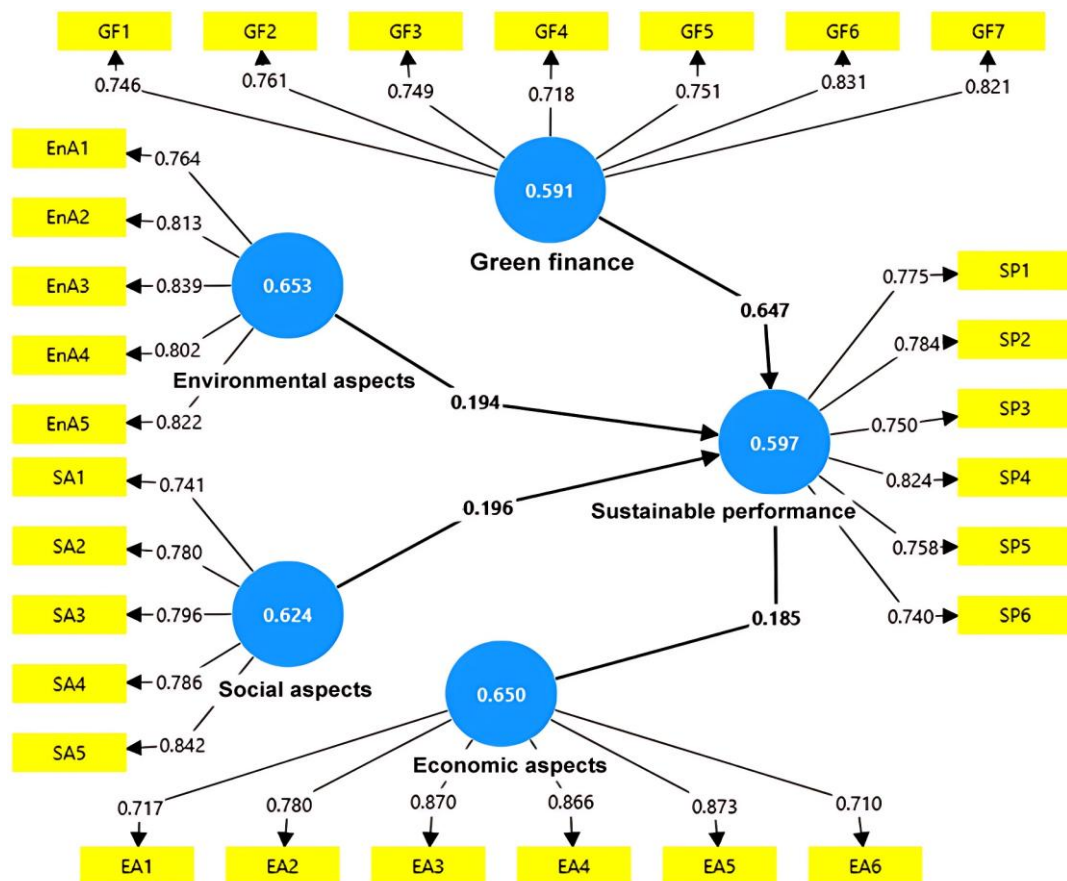 GF1 GF2 GF3 GF4 GF5 GF6 GF7
0.746 0.761 0.749 0.718 0.751 0.831 0.821
EnA1
EnA2
EnA3
EnA4
EnA5
0.764
0.813
0.839
0.802
0.822
0.591
Green finance
0.653
Environmental aspects
0.647
0.194
SA1
SA2
SA3
SA4
SA5
0.741
0.780
0.796
0.786
0.842
0.624
Social aspects
0.196
0.597
Sustainable performance
0.775
0.784
0.750
0.824
0.758
0.740
SP1
SP2
SP3
SP4
SP5
SP6
0.185
0.650
Economic aspects
0.717 0.780 0.870 0.866 0.873 0.710
EA1 EA2 EA3 EA4 EA5 EA6